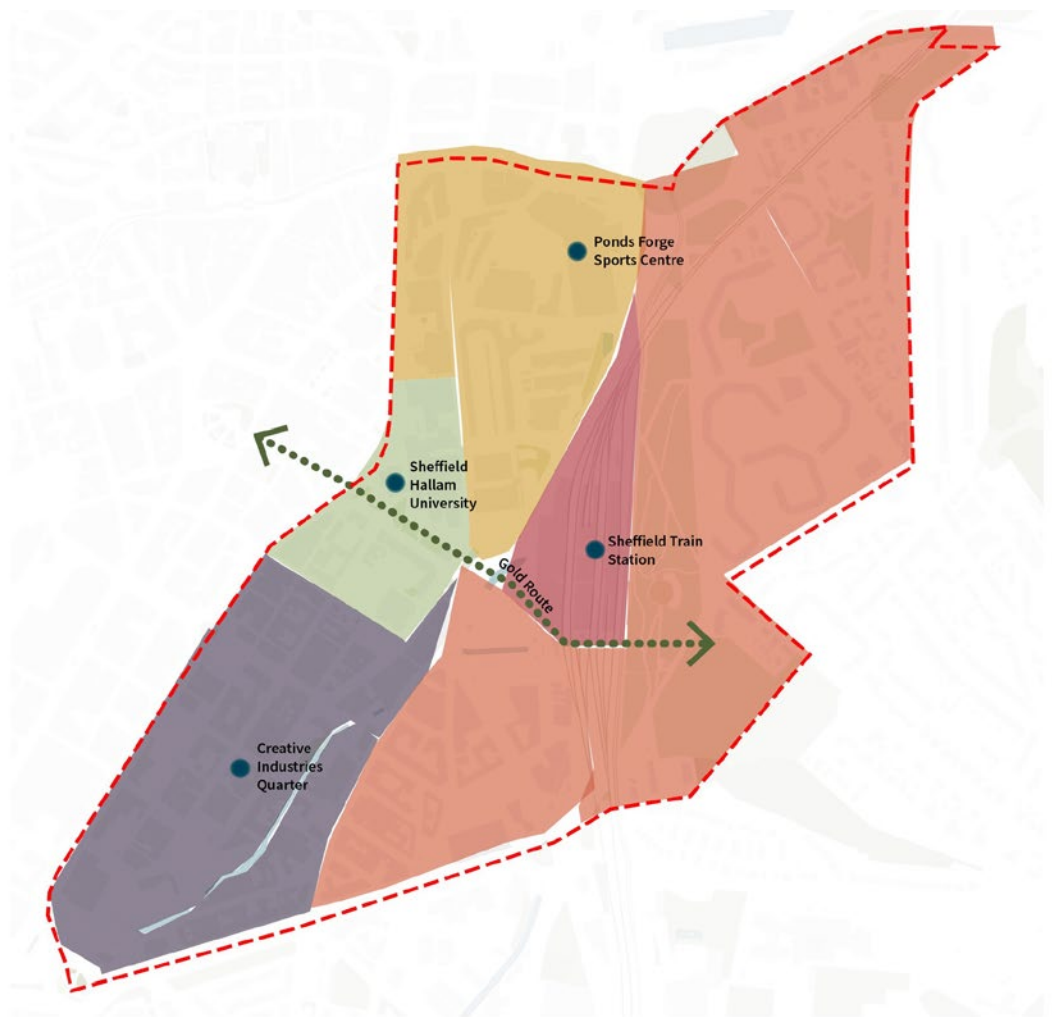 Ponds Forge
Sports Centre
Sheffield
Hallam
University
Sheffield Train
Station
Gold Route
Creative
Industries
Quarter